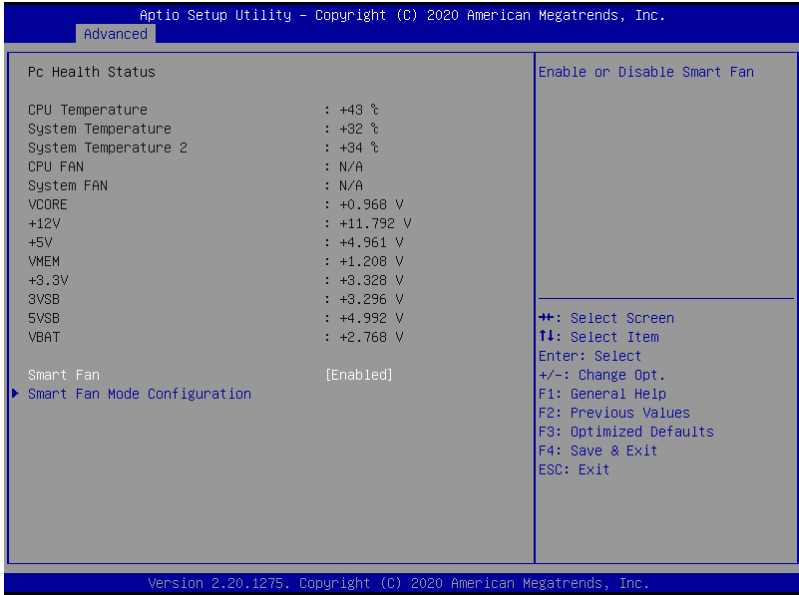 Aptio Setup Utility – Copyright (C) 2020 American Megatrends, Inc.
Advanced
Pc Health Status
CPU Temperature : +43 ℃
System Temperature : +32 ℃
System Temperature 2 : +34 ℃
CPU FAN : N/A
System FAN : N/A
VCORE : +0.968 V
+12V : +11.792 V
+5V : +4.961 V
VMEM : +1.208 V
+3.3V : +3.328 V
3VSB : +3.296 V
5VSB : +4.992 V
VBAT : +2.768 V
Smart Fan [Enabled]
Smart Fan Mode Configuration
Enable or Disable Smart Fan
→←: Select Screen
↑↓: Select Item
Enter: Select
+/-: Change Opt.
F1: General Help
F2: Previous Values
F3: Optimized Defaults
F4: Save & Exit
ESC: Exit
Version 2.20.1275. Copyright (C) 2020 American Megatrends, Inc.